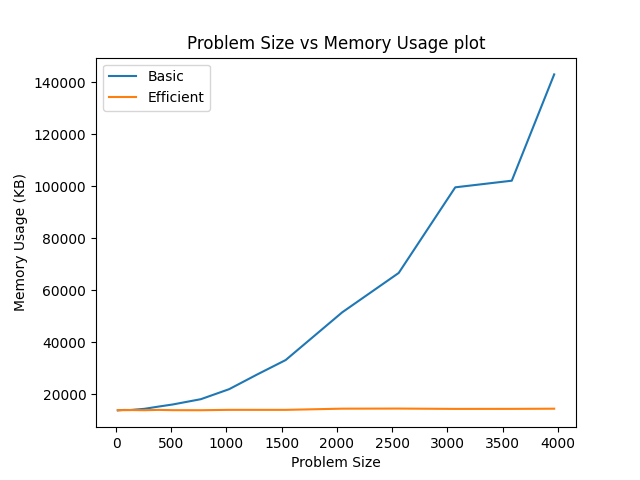 Problem Size vs Memory Usage plot
Basic
Efficient
Memory Usage (KB)
140000
120000
100000
80000
60000
40000
20000
0 500 1000 1500 2000 2500 3000 3500 4000
Problem Size